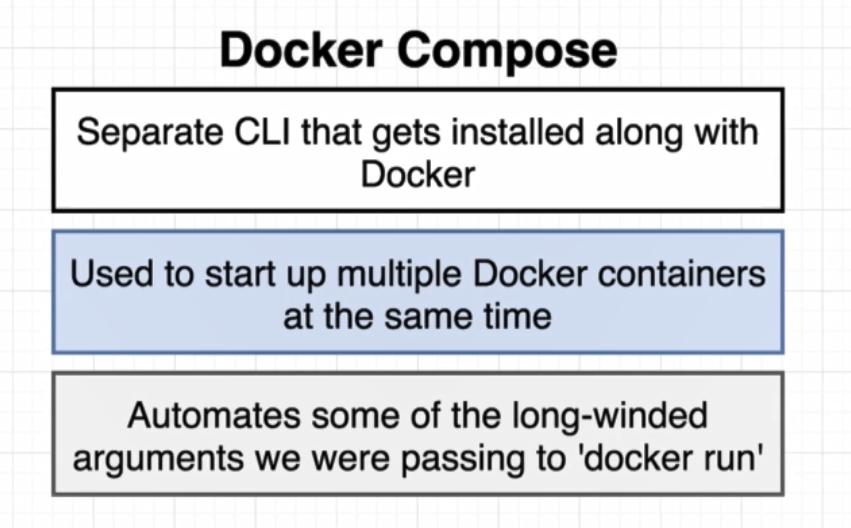 Docker Compose
Separate CLI that gets installed along with
Docker
Used to start up multiple Docker containers
at the same time
Automates some of the long-winded
arguments we were passing to 'docker run'